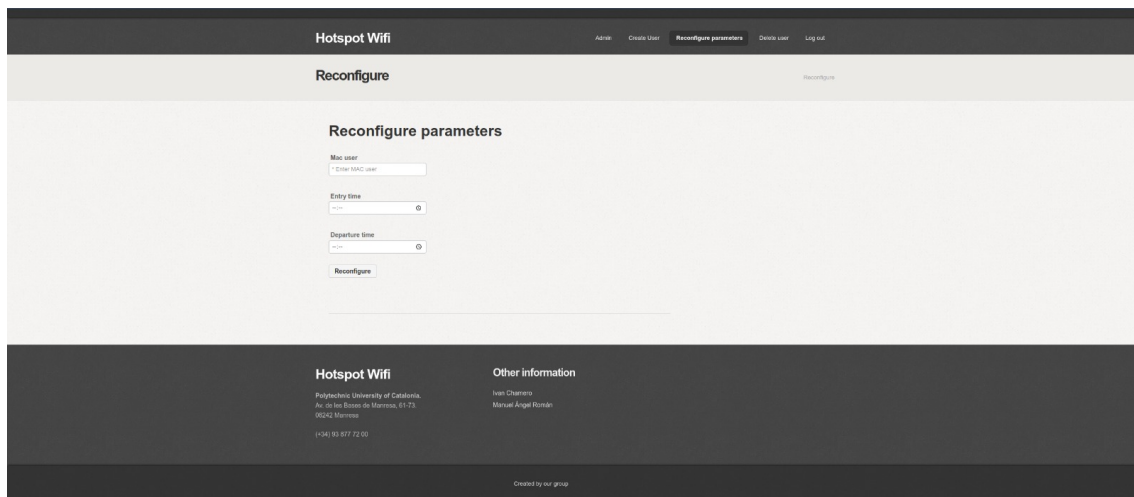 Hotspot Wifi
Admin Create User Reconfigure parameters Delete user Log out
Reconfigure
Reconfigure
Reconfigure parameters
Mac user
* Enter MAC user
Entry time
--:--
Departure time
--:--
Reconfigure
Hotspot Wifi
Other information
Polytechnic University of Catalonia.
Av. de les Bases de Manresa, 61-73.
08242 Manresa
(+34) 93 877 72 00
Ivan Chamero
Manuel Ángel Román
Created by our group